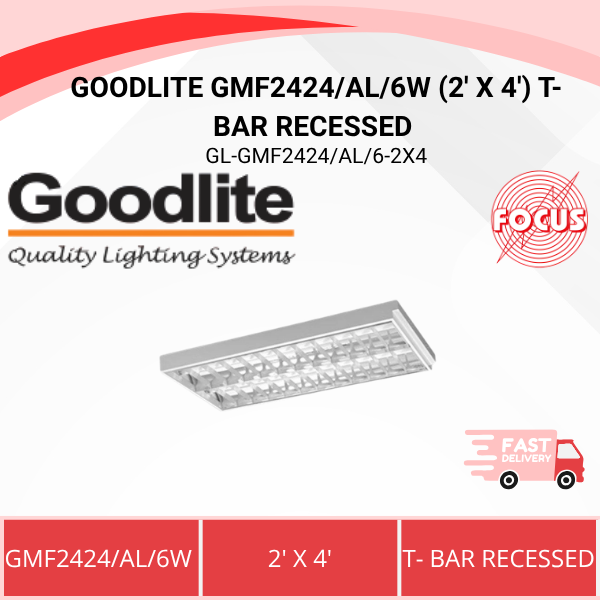 GOODLITE GMF2424/AL/6W (2' X 4') T-
BAR RECESSED
GL-GMF2424/AL/6-2X4
Goodlite
Quality Lighting Systems
FOCUS
FAST
DELIVERY
GMF2424/AL/6W
2' X 4'
T- BAR RECESSED